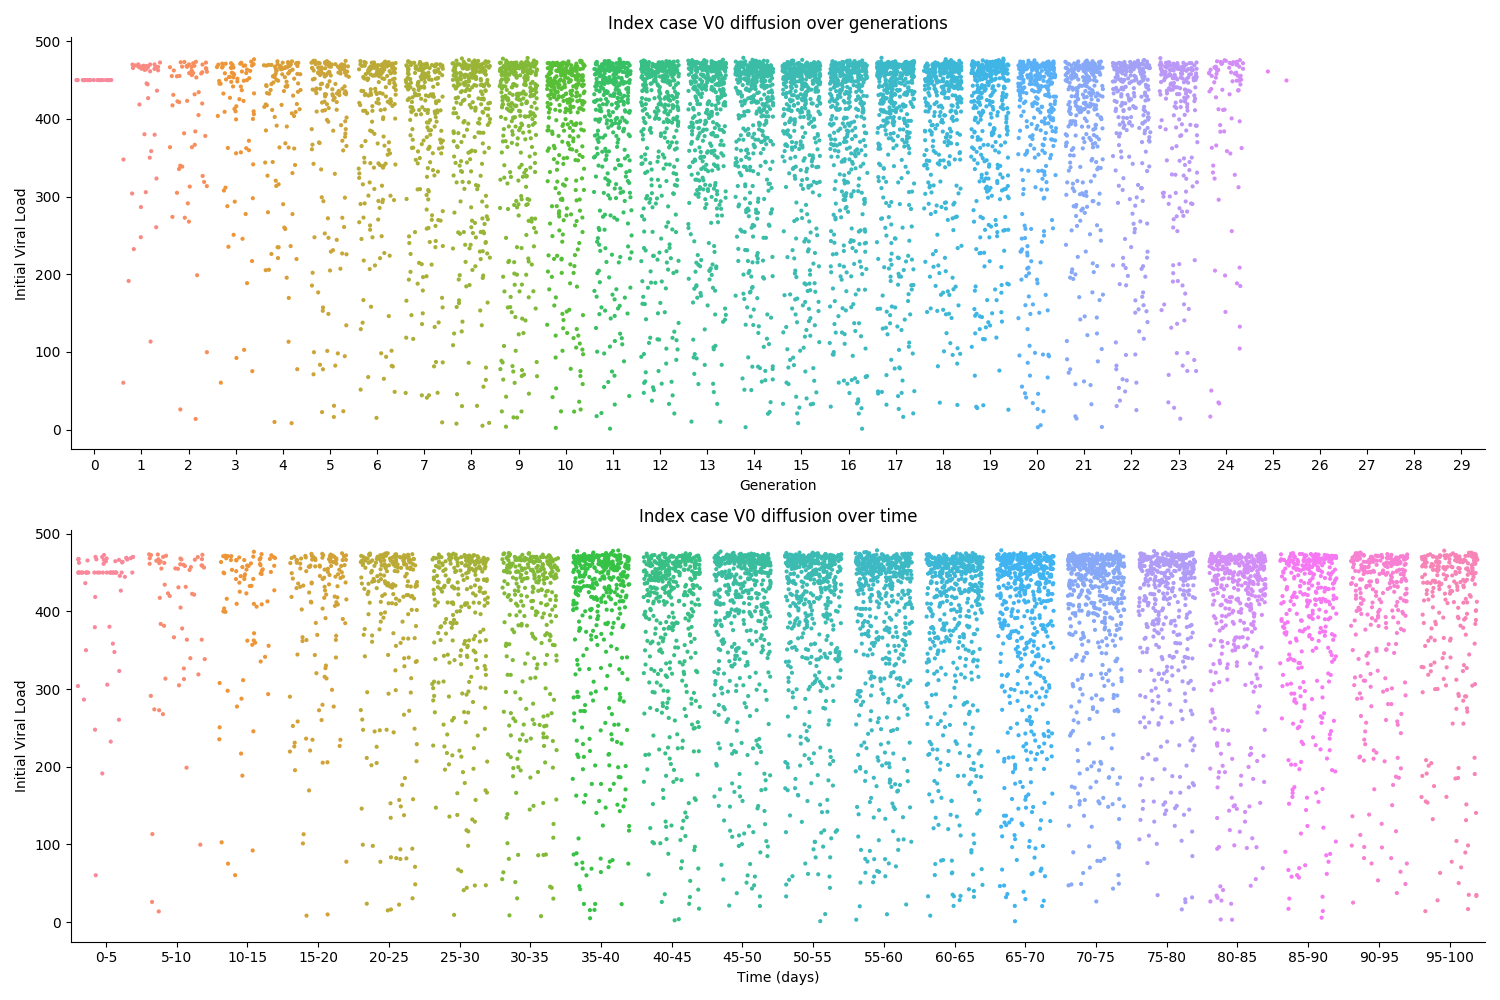 Index case V0 diffusion over generations
500
400
300
200
100
0
Initial Viral Load
0 1 2 3 4 5 6 7 8 9 10 11 12 13 14 15 16 17 18 19 20 21 22 23 24 25 26 27 28 29
Generation
Index case V0 diffusion over time
500
400
300
200
100
0
Initial Viral Load
0-5 5-10 10-15 15-20 20-25 25-30 30-35 35-40 40-45 45-50 50-55 55-60 60-65 65-70 70-75 75-80 80-85 85-90 90-95 95-100
Time (days)